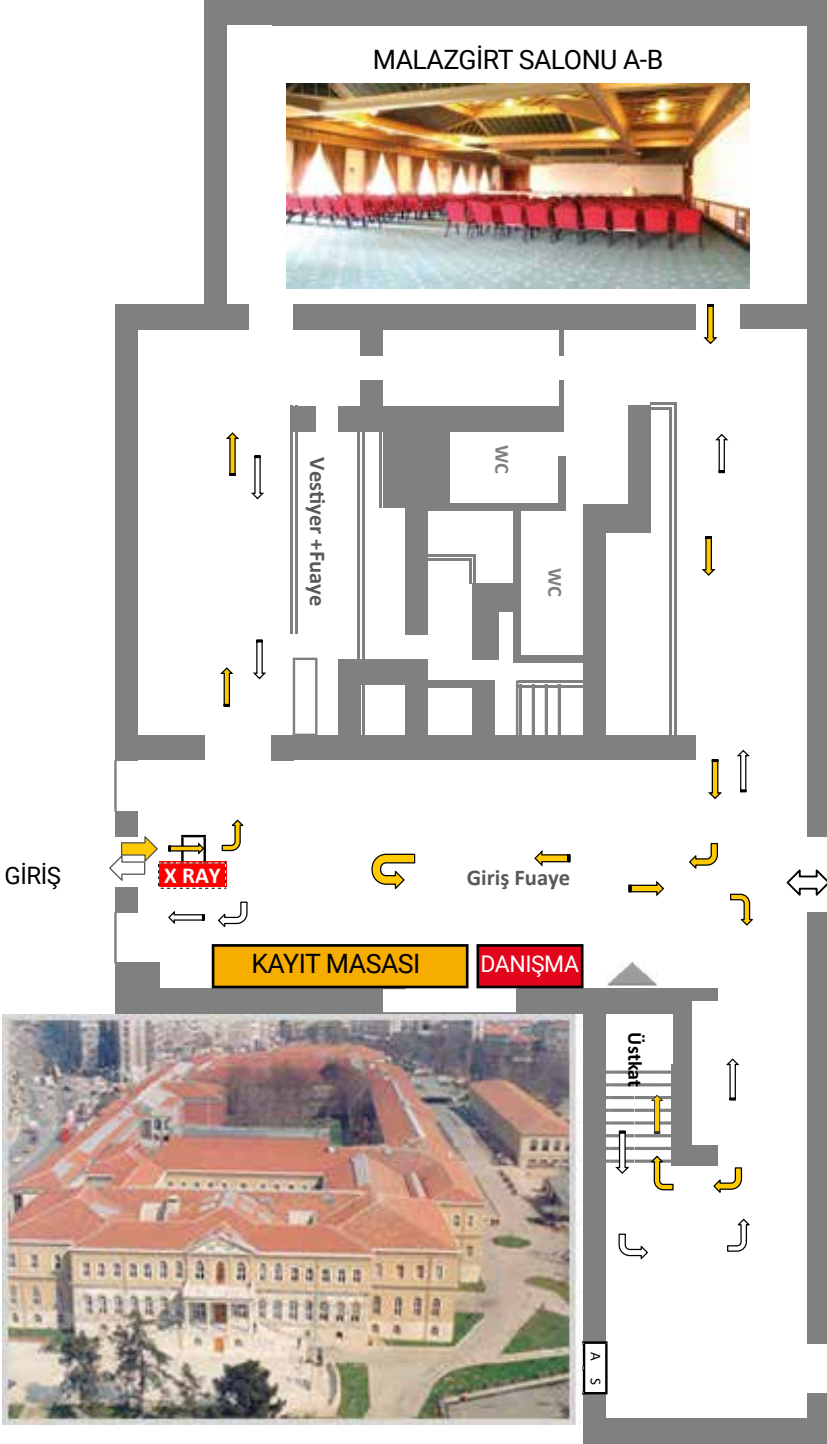 MALAZGİRT SALONU A-B
WC
Vestiyer +Fuaye
WC
GİRİŞ
X RAY
Giriş Fuaye
KAYIT MASASI
DANIŞMA
Üstkat
A S